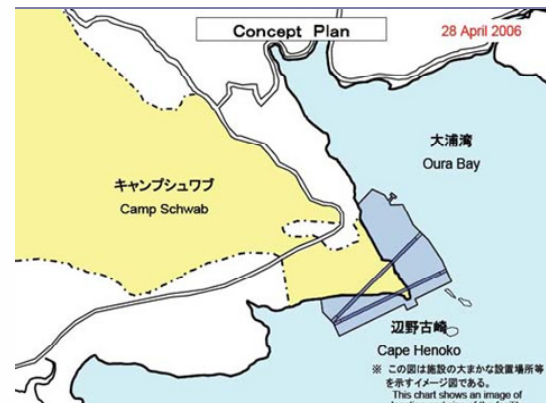 Concept Plan
28 April 2006
大浦湾
Oura Bay
キャンプシュワブ
Camp Schwab
辺野古崎
Cape Henoko
※ この図は施設の大まかな設置場所等
を示すイメージ図である。
This chart shows an image of